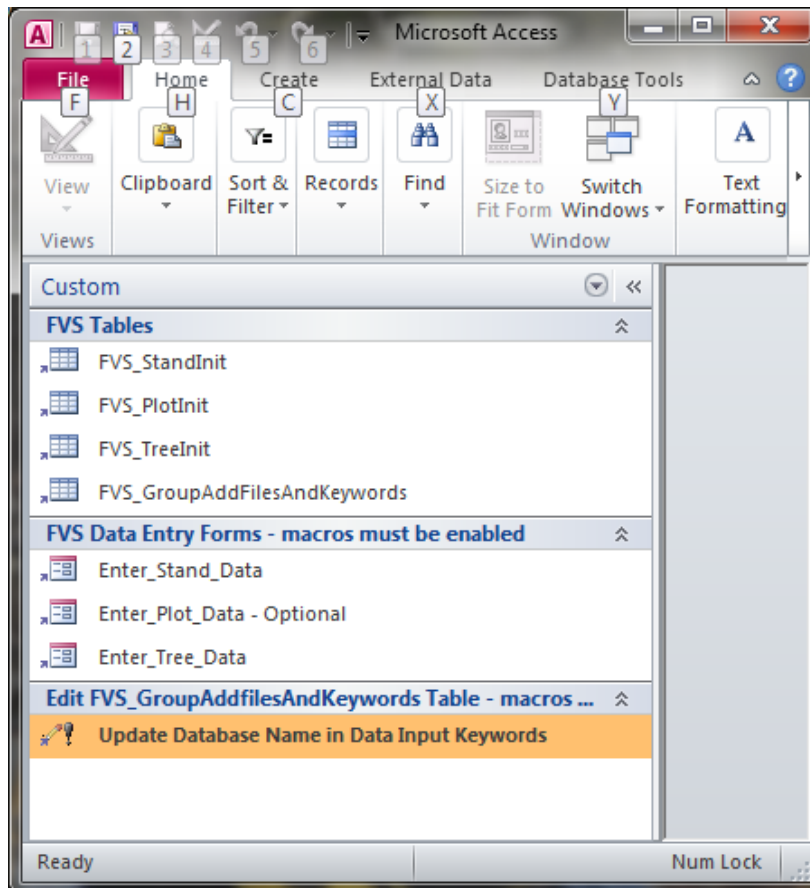 A Microsoft Access
1 2 3 4 5 6
File Home Create External Data Database Tools ?
F H C X Y
A
View Clipboard Sort & Records Find Size to Switch Text
Filter Fit Form Windows Formatting
Views Window
Custom
FVS Tables
FVS_StandInit
FVS_PlotInit
FVS_TreeInit
FVS_GroupAddFilesAndKeywords
FVS Data Entry Forms - macros must be enabled
Enter_Stand_Data
Enter_Plot_Data - Optional
Enter_Tree_Data
Edit FVS_GroupAddfilesAndKeywords Table - macros ...
Update Database Name in Data Input Keywords
Ready Num Lock